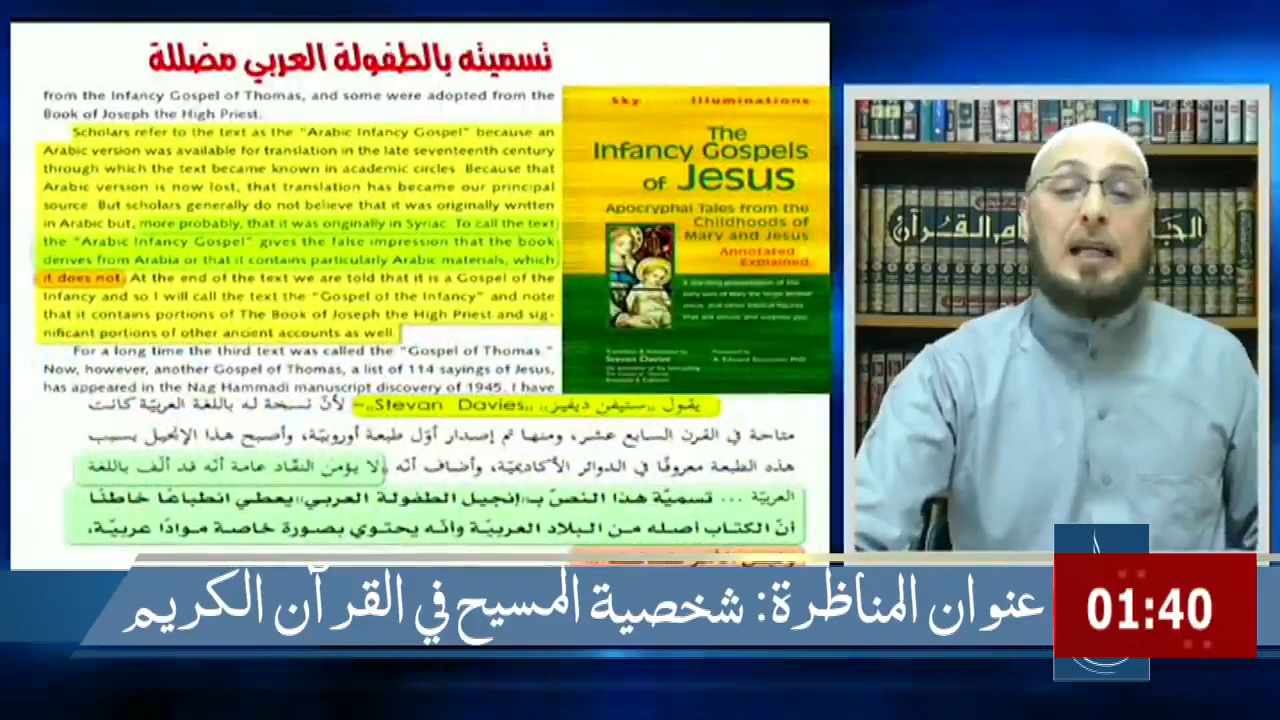 تسميته بالطفولة العربي مضللة
from the Infancy Gospel of Thomas, and some were adopted from the
Book of Joseph the High Priest.
Scholars refer to the text as the "Arabic Infancy Gospel" because an
Arabic version was available for translation in the late seventeenth century
through which the text became known in academic circles. Because that
Arabic version is now lost, that translation has became our principal
source. But scholars generally do not believe that it was originally written
in Arabic but, more probably, that it was originally in Syriac. To call the text
the "Arabic Infancy Gospel" gives the false impression that the book
derives from Arabia or that it contains particularly Arabic materials, which
it does not. At the end of the text we are told that it is a Gospel of the
Infancy and so I will call the text the "Gospel of the Infancy" and note
that it contains portions of The Book of Joseph the High Priest and sig-
nificant portions of other ancient accounts as well.
For a long time the third text was called the "Gospel of Thomas."
Now, however, another Gospel of Thomas, a list of 114 sayings of Jesus,
has appeared in the Nag Hammadi manuscript discovery of 1945. I have
Sky Illuminations
The
Infancy Gospels
of Jesus
Apocryphal Tales from the
Childhoods of
Mary and Jesus
Annotated
Explained
Stevan Davies
يقول «ستيفن ديفيز» «Stevan Davies»- لأنّ نسخة له باللغة العربيّة كانت
متاحة في القرن السابع عشر، ومنها تم إصدار أوّل طبعة أوروبيّة، وأصبح هذا الإنجيل بسبب
هذه الطبعة معروفًا في الدوائر الأكاديميّة، وأضاف أنّه «لا يؤمن النقّاد عامة أنّه قد ألّف باللغة
العربيّة ... تسميّة هذا النصّ بـ«إنجيل الطفولة العربي» يعطي انطباعًا خاطئًا
أنّ الكتاب أصله من البلاد العربيّة وأنّه يحتوي بصورة خاصة موادًا عربيّة،
القرآن
عنوان المناظرة: شخصية المسيح في القرآن الكريم
01:40